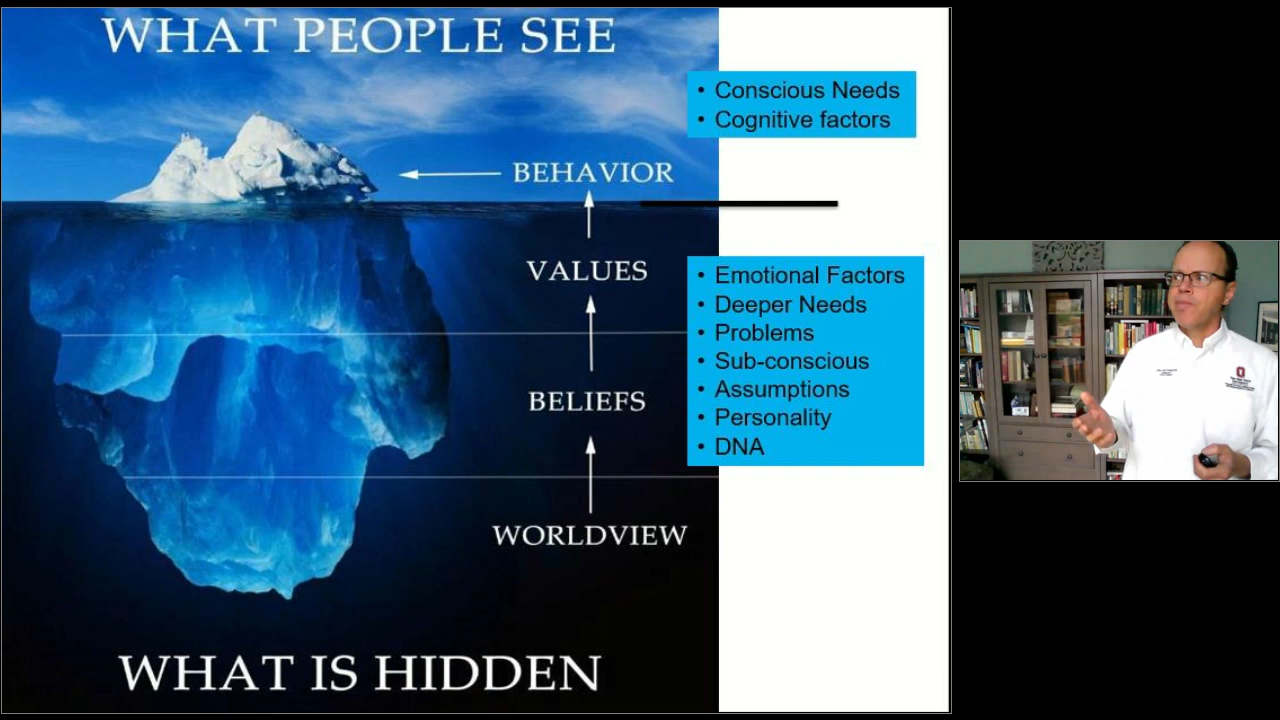 WHAT PEOPLE SEE
• Conscious Needs
• Cognitive factors
BEHAVIOR
VALUES
• Emotional Factors
• Deeper Needs
• Problems
• Sub-conscious
• Assumptions
• Personality
• DNA
BELIEFS
WORLDVIEW
WHAT IS HIDDEN